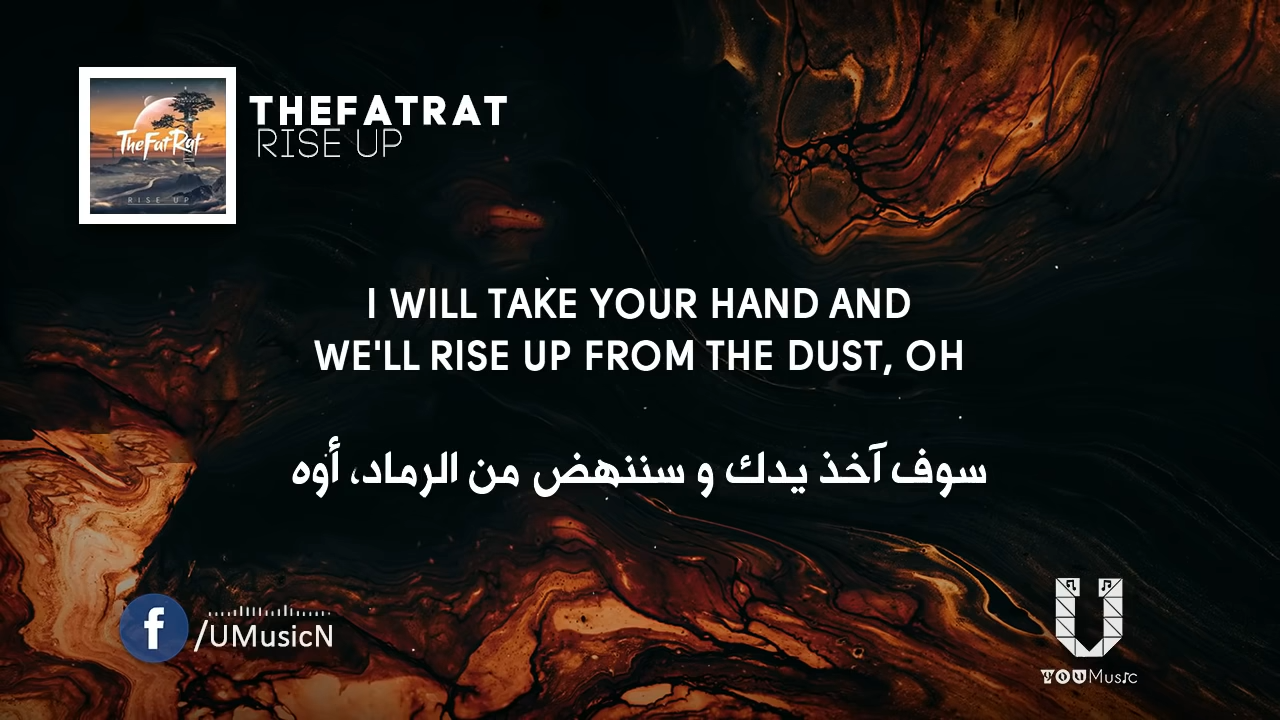 THEFATRAT
RISE UP
TheFatRat
RISE UP
I WILL TAKE YOUR HAND AND
WE'LL RISE UP FROM THE DUST, OH
سوف آخذ يدك و سننهض من الرماد، أوه
f /UMusicN
U
YOUMusic